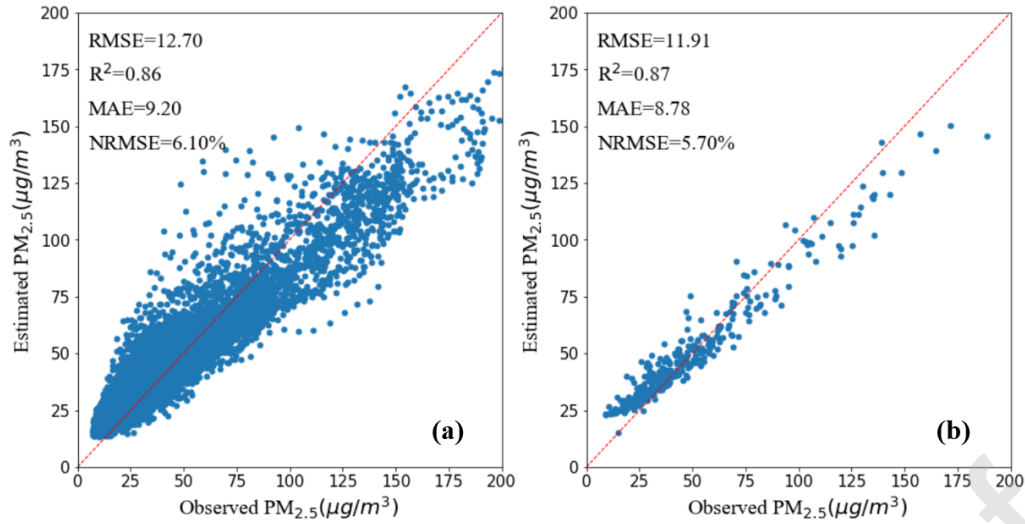 200
175
150
125
100
75
50
25
0
Estimated PM2.5(μg/m³)
RMSE=12.70
R²=0.86
MAE=9.20
NRMSE=6.10%
(a)
0 25 50 75 100 125 150 175 200
Observed PM2.5(μg/m³)
200
175
150
125
100
75
50
25
0
Estimated PM2.5(μg/m³)
RMSE=11.91
R²=0.87
MAE=8.78
NRMSE=5.70%
(b)
0 25 50 75 100 125 150 175 200
Observed PM2.5(μg/m³)